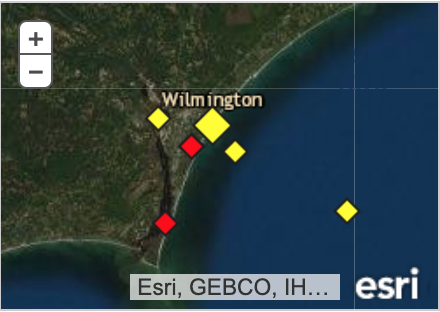 +
−
Wilmington
Esri, GEBCO, IH...
esri